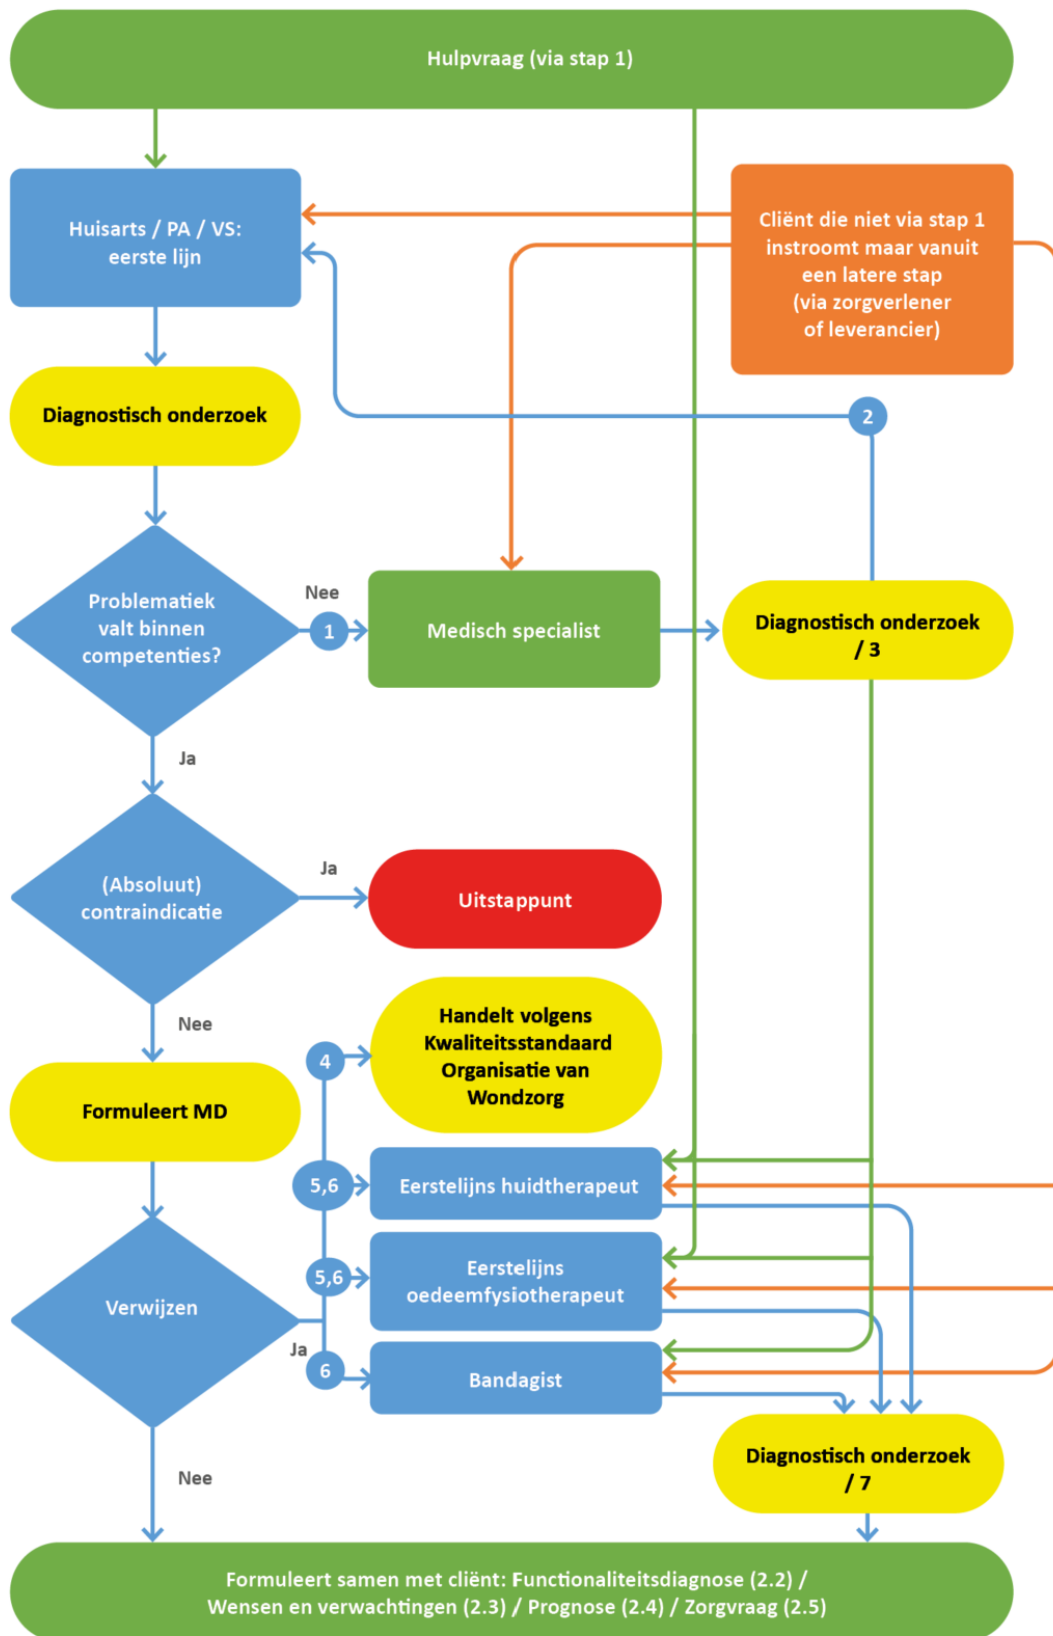 Hulpvraag (via stap 1)
Huisarts / PA / VS:
eerste lijn
Cliënt die niet via stap 1
instroomt maar vanuit
een latere stap
(via zorgverlener
of leverancier)
Diagnostisch onderzoek
2
Problematiek
valt binnen
competenties?
Nee
1
Medisch specialist
Diagnostisch onderzoek
/ 3
Ja
(Absoluut)
contraindicatie
Ja
Uitstappunt
Nee
Handelt volgens
Kwaliteitsstandaard
Organisatie van
Wondzorg
4
Formuleert MD
5,6
Eerstelijns huidtherapeut
5,6
Eerstelijns
oedeemfysiotherapeut
Verwijzen
Ja
6
Bandagist
Diagnostisch onderzoek
/ 7
Nee
Formuleert samen met cliënt: Functionaliteitsdiagnose (2.2) /
Wensen en verwachtingen (2.3) / Prognose (2.4) / Zorgvraag (2.5)